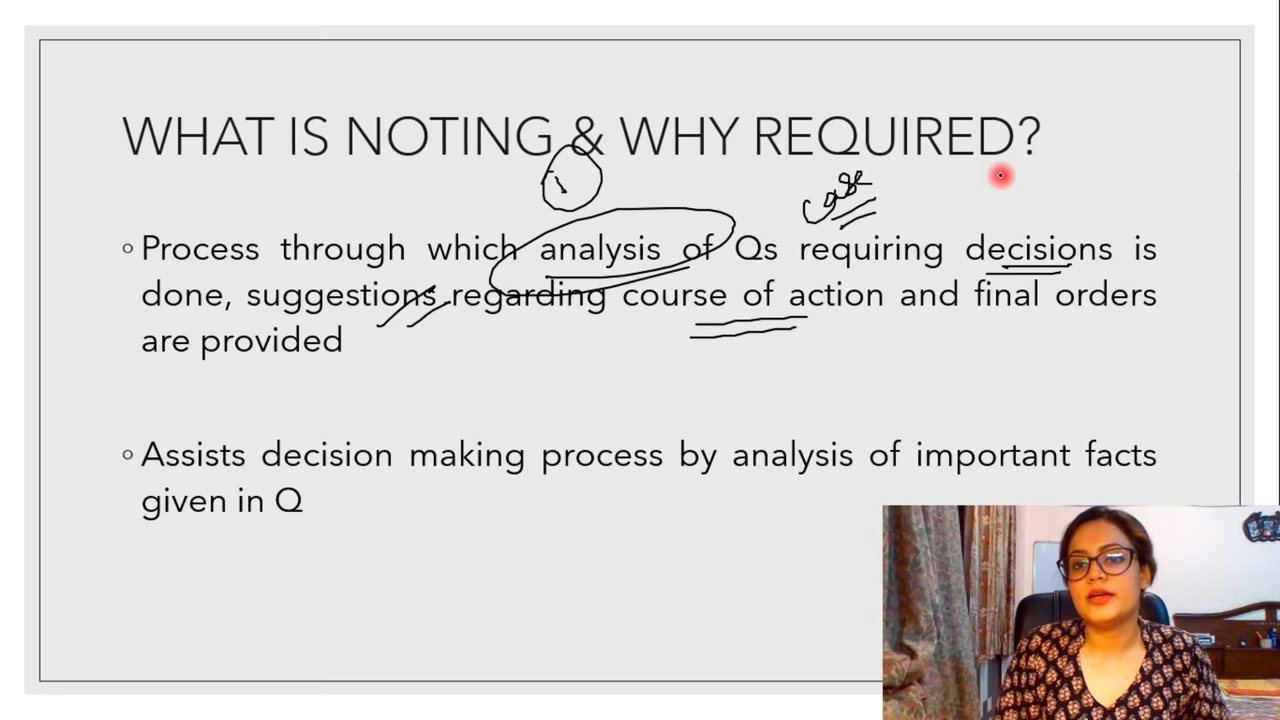 WHAT IS NOTING & WHY REQUIRED?
case
Process through which analysis of Qs requiring decisions is
done, suggestions regarding course of action and final orders
are provided
Assists decision making process by analysis of important facts
given in Q